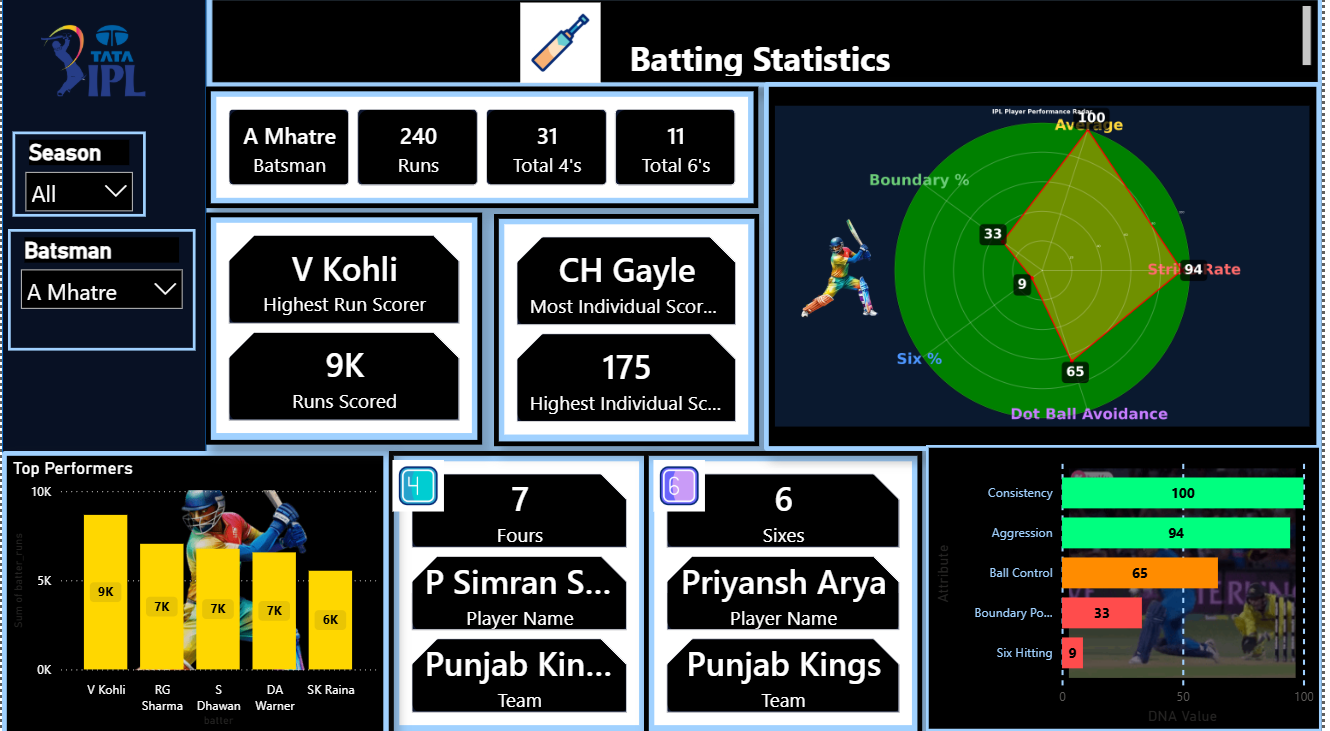 TATA
IPL
Batting Statistics
Season
All
Batsman
A Mhatre
A Mhatre
Batsman
240
Runs
31
Total 4's
11
Total 6's
V Kohli
Highest Run Scorer
9K
Runs Scored
CH Gayle
Most Individual Scor...
175
Highest Individual Sc...
IPL Player Performance Radar
100
Average
Boundary %
33
94
Strike Rate
9
Six %
65
Dot Ball Avoidance
Top Performers
10K
5K
0K
Sum of batter_runs
9K
7K
7K
7K
6K
V Kohli
RG
Sharma
S
Dhawan
DA
Warner
SK Raina
batter
4
7
Fours
P Simran S...
Player Name
Punjab Kin...
Team
6
6
Sixes
Priyansh Arya
Player Name
Punjab Kings
Team
Attribute
Consistency
100
Aggression
94
Ball Control
65
Boundary Po...
33
Six Hitting
9
0
50
100
DNA Value